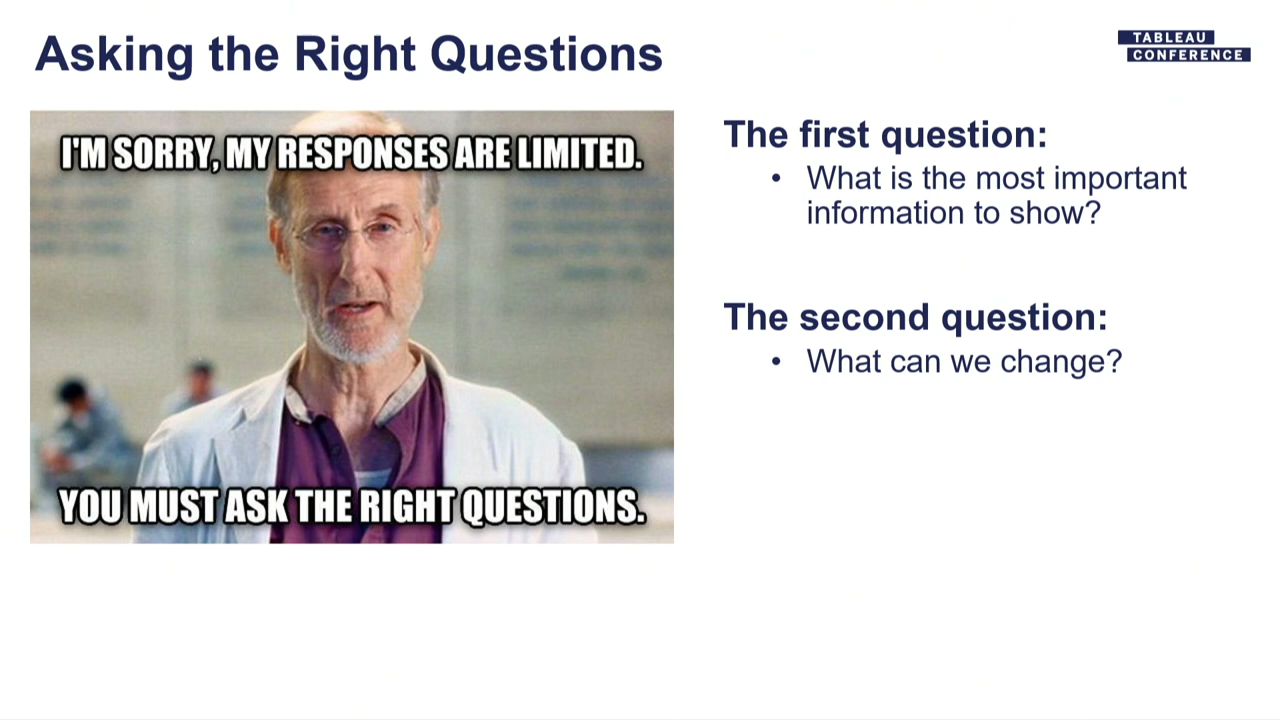 Asking the Right Questions
TABLEAU
CONFERENCE
I'M SORRY, MY RESPONSES ARE LIMITED.
YOU MUST ASK THE RIGHT QUESTIONS.
The first question:
• What is the most important
information to show?
The second question:
• What can we change?